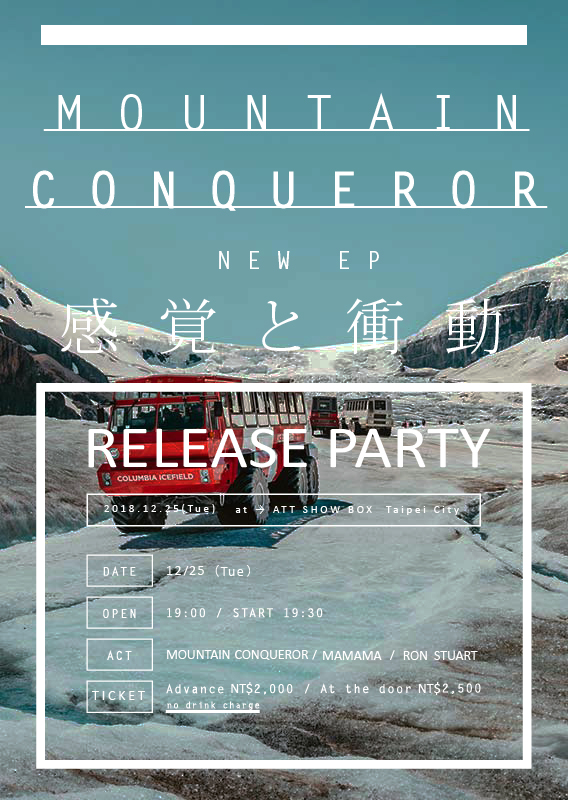 MOUNTAIN
CONQUEROR
NEW EP
感覚と衝動
RELEASE PARTY
COLUMBIA ICEFIELD
2018.12.25(Tue) at → ATT SHOW BOX Taipei City
DATE 12/25 (Tue)
OPEN 19:00 / START 19:30
ACT MOUNTAIN CONQUEROR / MAMAMA / RON STUART
TICKET Advance NT$2,000 / At the door NT$2,500
no drink charge